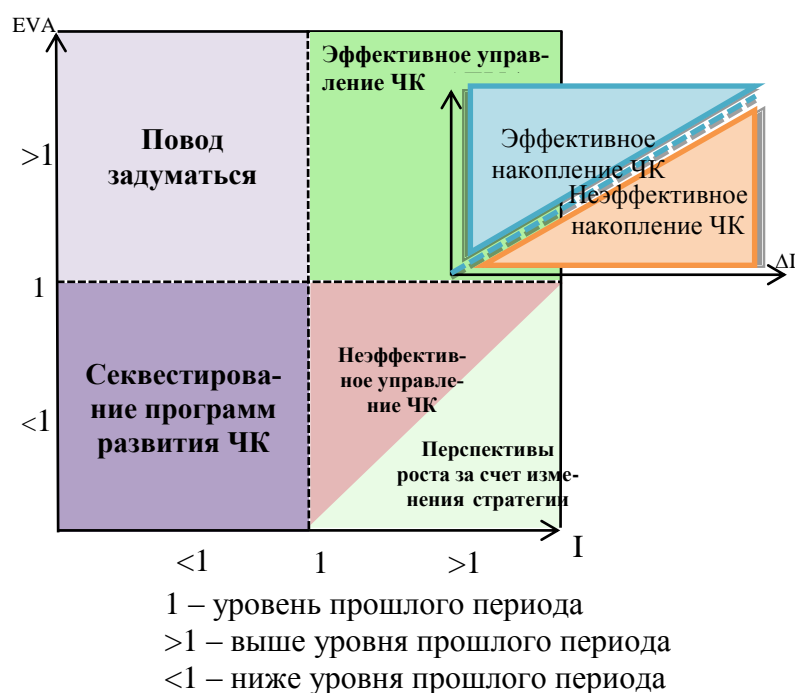 EVA
Эффективное управ-
ление ЧК
Повод
задуматься
>1
Эффективное
накопление ЧК
Неэффективное
накопление ЧК
ΔI
1
Секвестирова-
ние программ
развития ЧК
Неэффектив-
ное управле-
ние ЧК
<1
Перспективы
роста за счет изме-
нения стратегии
<1 1 >1 I
1 – уровень прошлого периода
>1 – выше уровня прошлого периода
<1 – ниже уровня прошлого периода